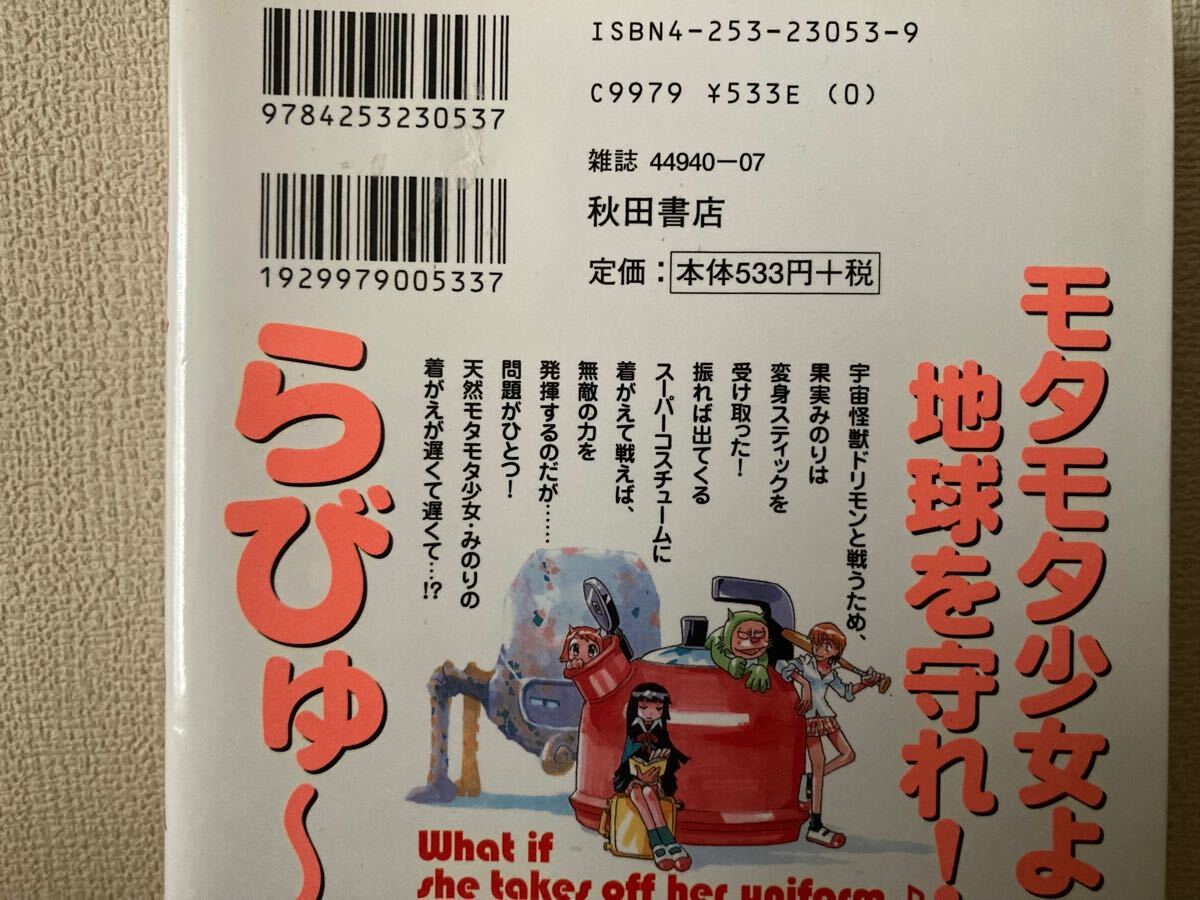 9784253230537
1929979005337
ISBN4-253-23053-9
C9979 ¥533E (0)
雑誌 44940-07
秋田書店
定価：本体533円+税
モタモタ少女よ
地球を守れ！
宇宙怪獣ドリモンと戦うため、
果実みのりは
変身スティックを
受け取った！
振れば出てくる
スーパーコスチュームに
着がえて戦えば、
無敵の力を
発揮するのだが……
問題がひとつ！
天然モタモタ少女・みのりの
着がえが遅くて遅くて…!?
らびゅ〜
What if
she takes off her uniform